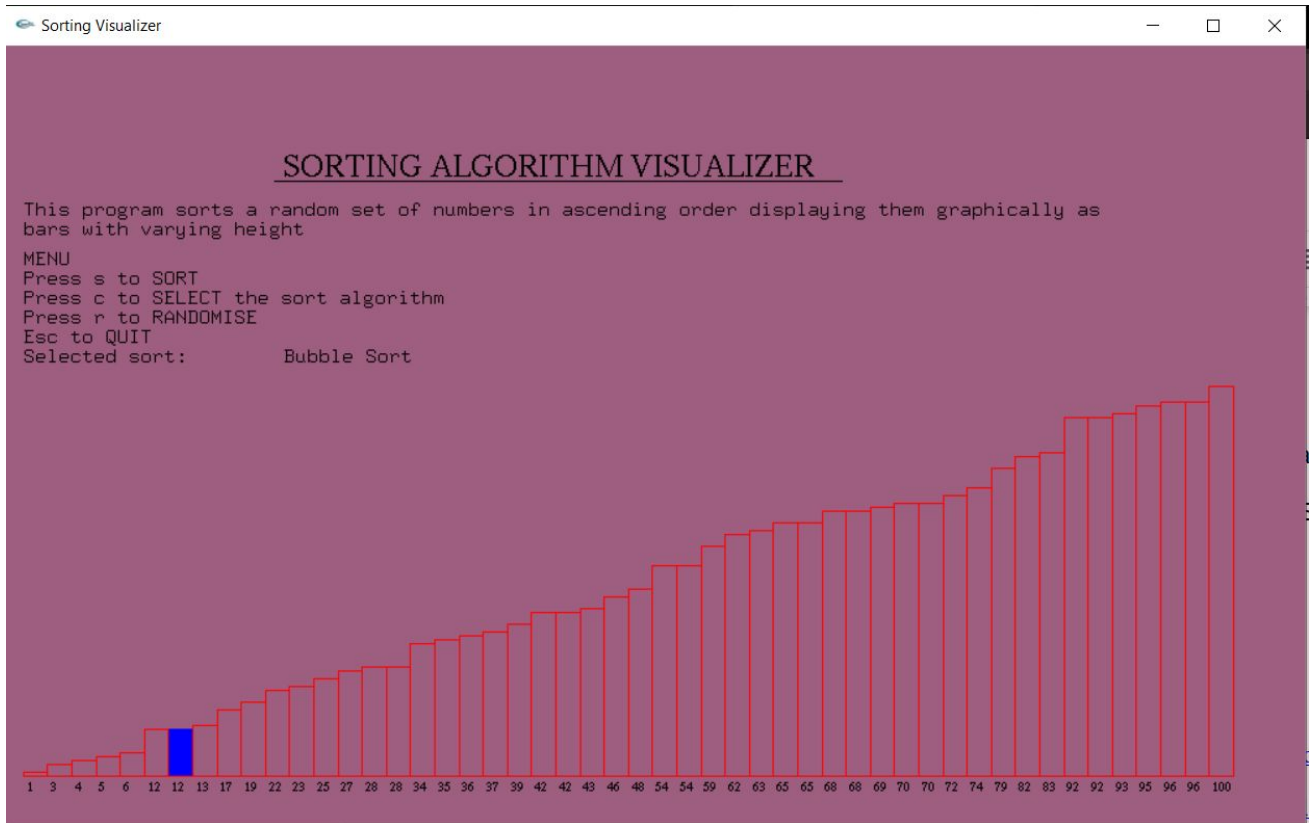 Sorting Visualizer
SORTING ALGORITHM VISUALIZER
This program sorts a random set of numbers in ascending order displaying them graphically as
bars with varying height
MENU
Press s to SORT
Press c to SELECT the sort algorithm
Press r to RANDOMISE
Esc to QUIT
Selected sort: Bubble Sort
1 3 4 5 6 12 12 13 17 19 22 23 25 27 28 28 34 35 36 37 39 42 42 43 46 48 54 54 59 62 63 65 65 68 68 69 70 70 72 74 79 82 83 92 92 93 95 96 96 100